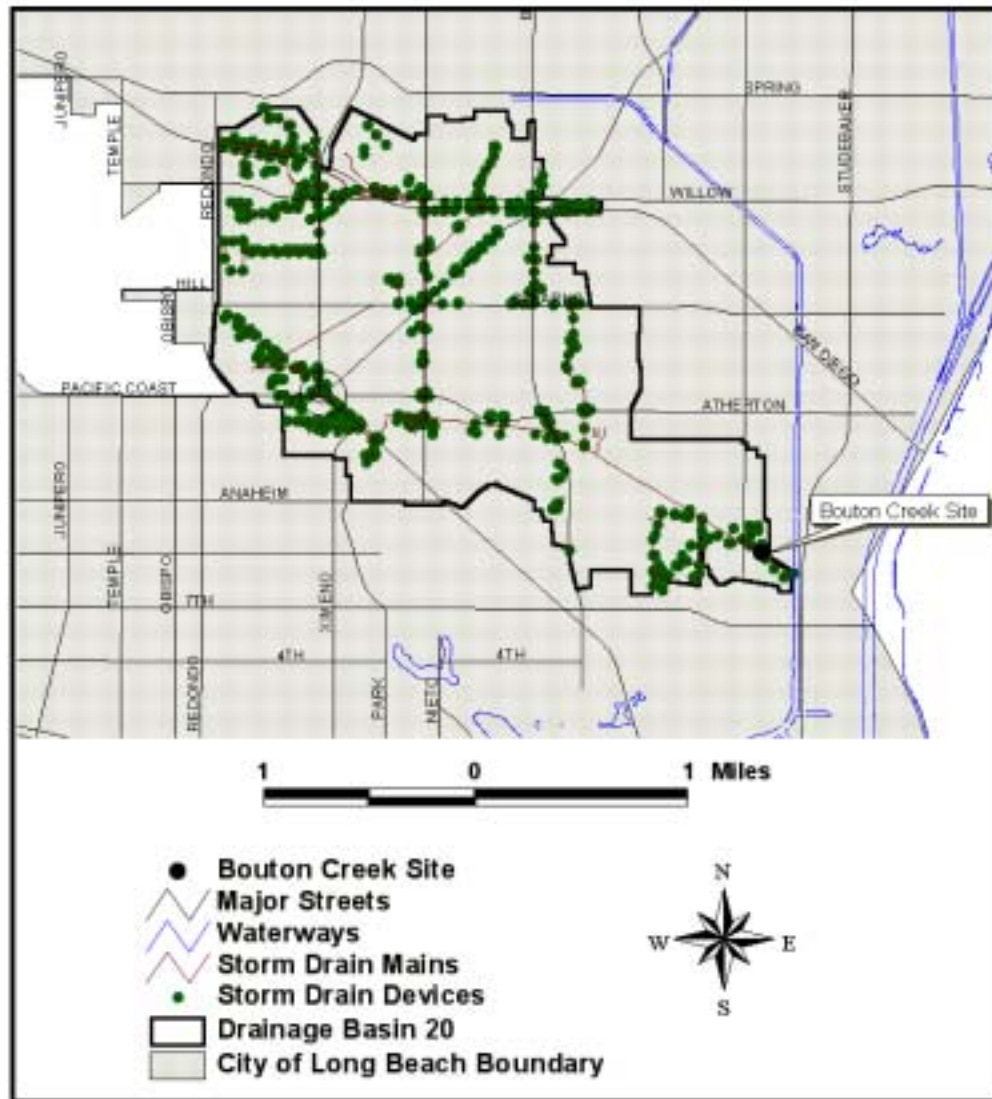 SPRING
JUNIPERO
TEMPLE
REDONDO
STUDEBAKER
WILLOW
HILL
OBISPO
SAN DIEGO
PACIFIC COAST
ATHERTON
JUNIPERO
ANAHEIM
Bouton Creek Site
TEMPLE
OBISPO
XIMENO
7TH
4TH
4TH
REDONDO
PARK
1 0 1 Miles
Bouton Creek Site
Major Streets
Waterways
Storm Drain Mains
Storm Drain Devices
Drainage Basin 20
City of Long Beach Boundary
N
W E
S